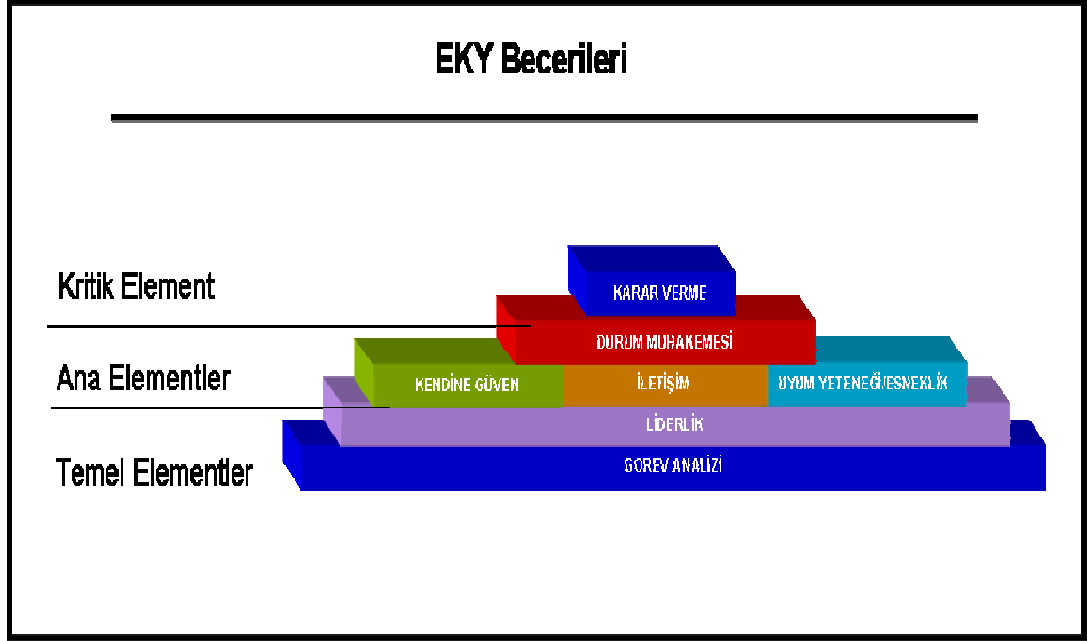 EKY Becerileri
Kritik Element
KARAR VERME
DURUM MUHAKEMESİ
Ana Elementler
KENDİNE GÜVEN
İLETİŞİM
UYUM YETENEĞİ/ESNEKLİK
LİDERLİK
Temel Elementler
GÖREV ANALİZİ